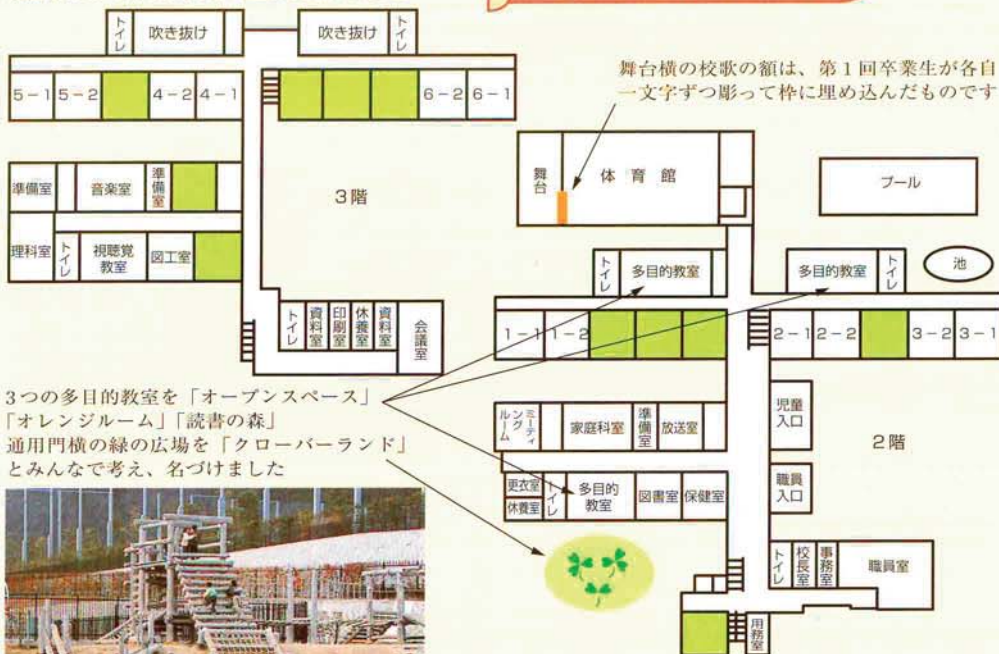 トイレ 吹き抜け 吹き抜け トイレ
5-1 5-2 4-2 4-1 6-2 6-1
準備室 音楽室 準備室
3階
理科室 トイレ 視聴覚教室 図工室
トイレ 資料室 印刷室 休養室 資料室 会議室
舞台横の校歌の額は、第1回卒業生が各自
一文字ずつ彫って枠に埋め込んだものです
舞台 体育館
プール
トイレ 多目的教室 多目的教室 トイレ 池
1-1 1-2 2-1 2-2 3-2 3-1
3つの多目的教室を「オープンスペース」
「オレンジルーム」「読書の森」
通用門横の緑の広場を「クローバーランド」
とみんなで考え、名づけました
ミーティングルーム 家庭科室 準備室 放送室
児童入口
2階
更衣室 休養室 トイレ 多目的教室 図書室 保健室
職員入口
トイレ 校長室 事務室 職員室
用務室